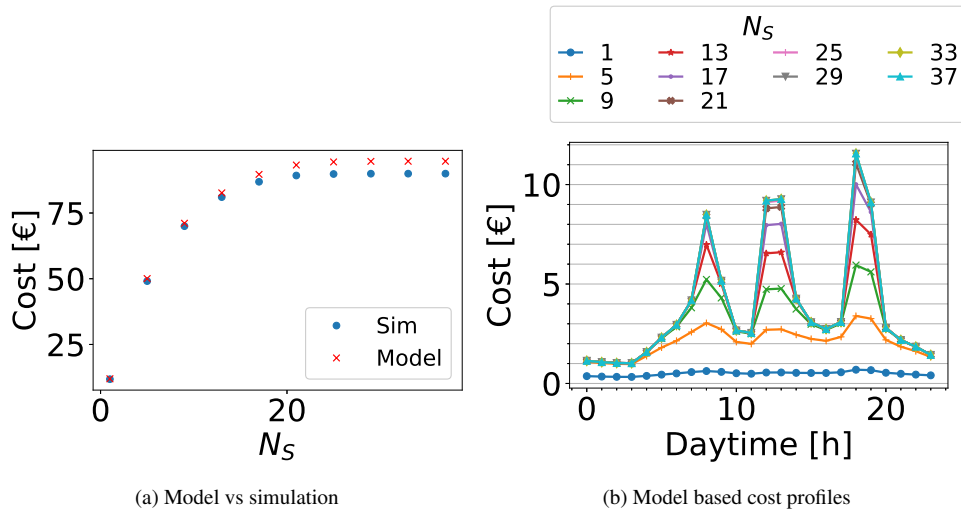 N_S
1 13 25 33
5 17 29 37
9 21
Cost [€]
75
50
25
0 20
N_S
Sim
Model
Cost [€]
10
5
0
0 10 20
Daytime [h]
(a) Model vs simulation
(b) Model based cost profiles